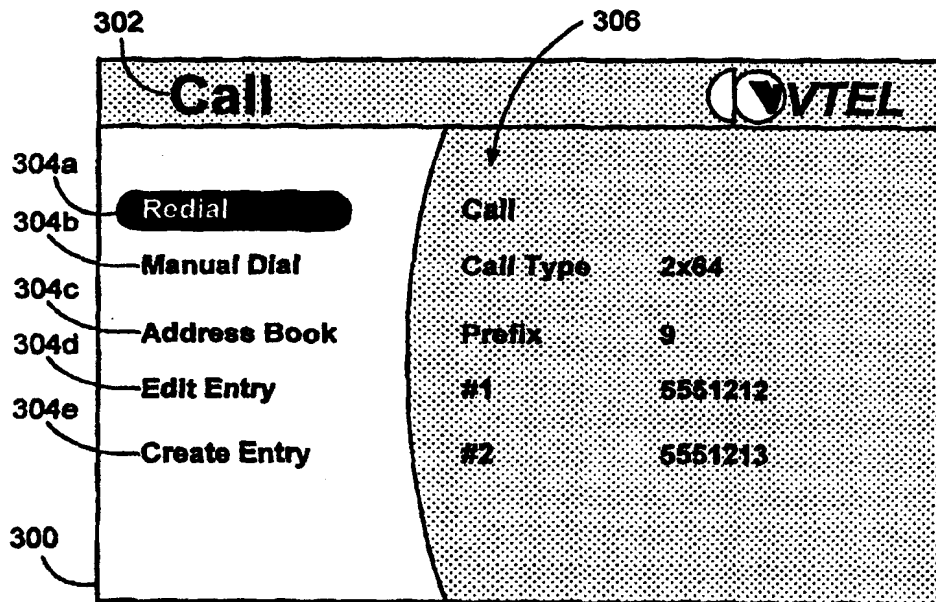 302
306
Call
VTEL
304a
Redial
Call
304b
Manual Dial
Call Type 2x64
304c
Address Book
Prefix 9
304d
Edit Entry
#1 5551212
304e
Create Entry
#2 5551213
300